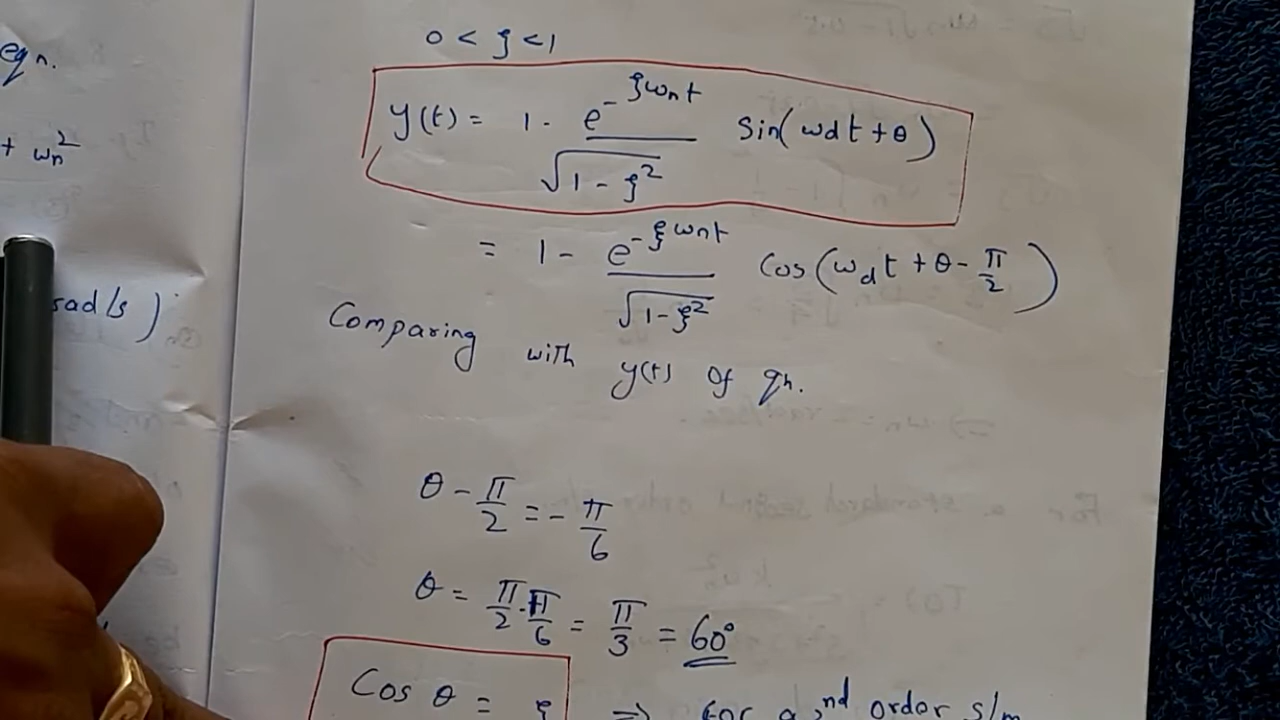 eqn.
+ ωn²
rad/s )
0 < ξ < 1
y(t) = 1 - e^-ξωnt / √1-ξ² Sin(ωdt + θ)
= 1 - e^-ξωnt / √1-ξ² Cos(ωdt + θ - π/2)
Comparing with y(t) of qn.
θ - π/2 = - π/6
θ = π/2 - π/6 = π/3 = 60°
Cos θ = ξ ⇒ For a 2nd order s/m